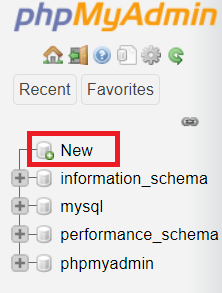 phpMyAdmin
Recent Favorites
New
information_schema
mysql
performance_schema
phpmyadmin